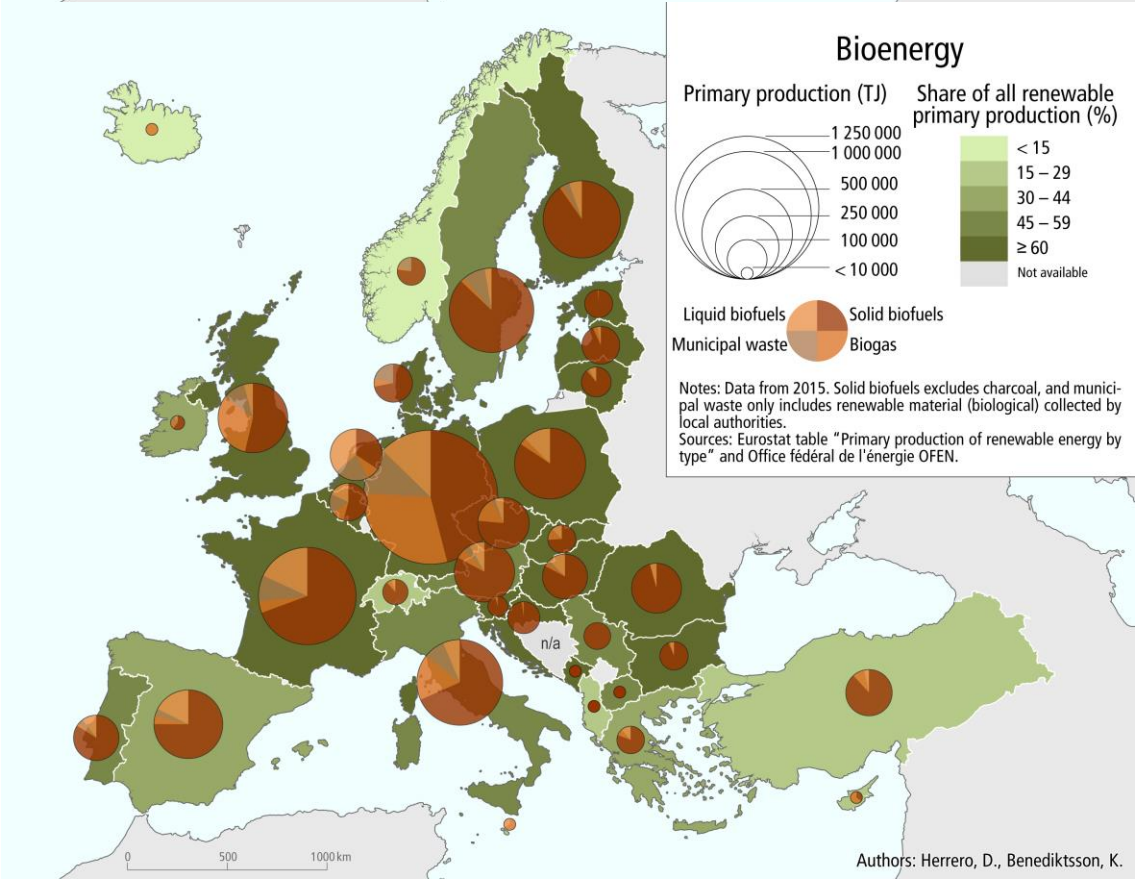 Bioenergy
Primary production (TJ)
1 250 000
1 000 000
500 000
250 000
100 000
< 10 000
Share of all renewable
primary production (%)
< 15
15 – 29
30 – 44
45 – 59
≥ 60
Not available
Liquid biofuels
Solid biofuels
Municipal waste
Biogas
Notes: Data from 2015. Solid biofuels excludes charcoal, and munici-
pal waste only includes renewable material (biological) collected by
local authorities.
Sources: Eurostat table “Primary production of renewable energy by
type” and Office fédéral de l'énergie OFEN.
n/a
0 500 1000 km
Authors: Herrero, D., Benediktsson, K.